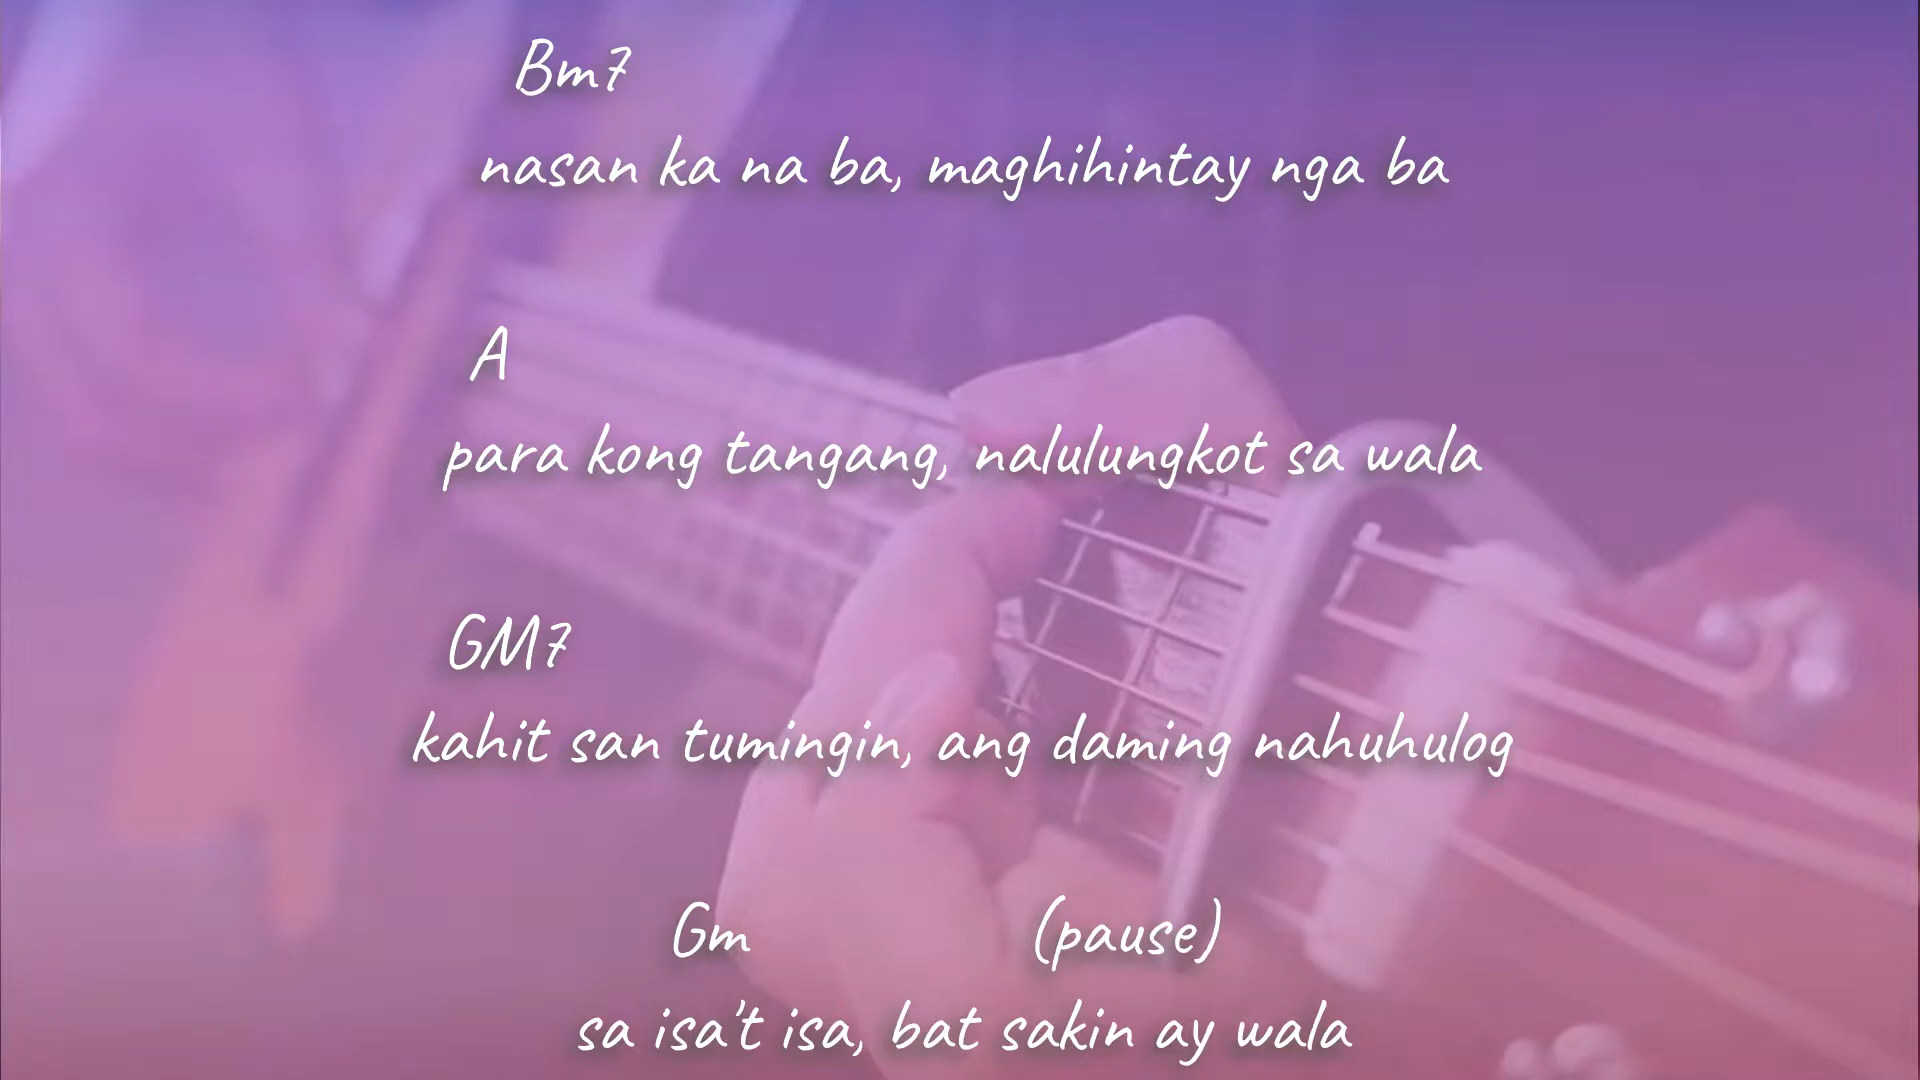 Bm7
nasan ka na ba, maghihintay nga ba
A
para kong tangang, nalulungkot sa wala
GM7
kahit san tumingin, ang daming nahuhulog
Gm (pause)
sa isa't isa, bat sakin ay wala